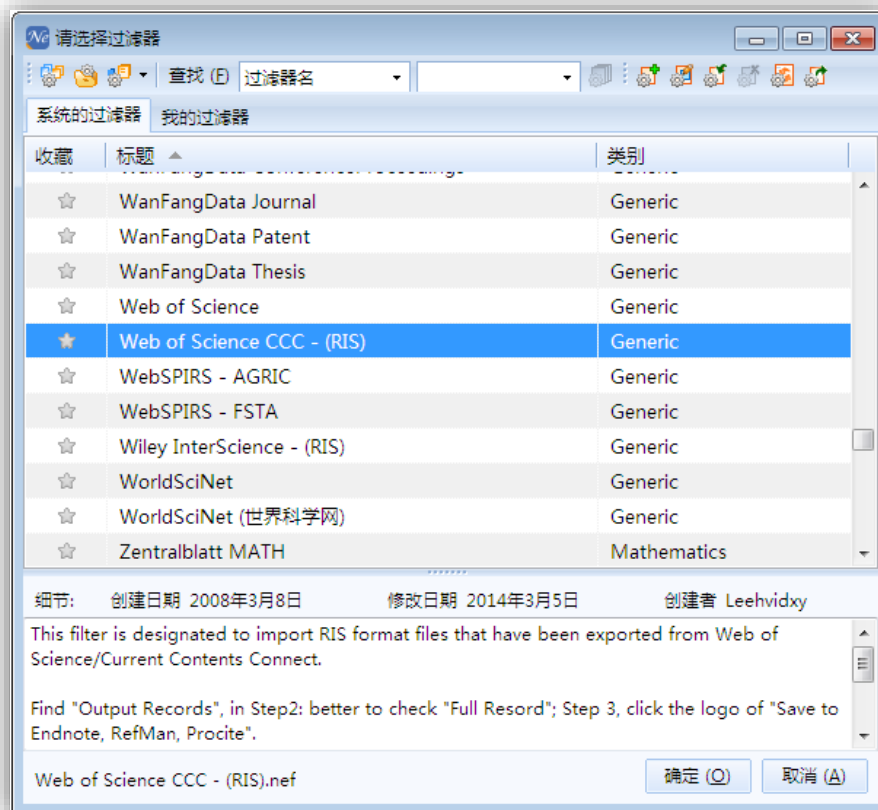 Ne 请选择过滤器
查找 (F) 过滤器名
系统的过滤器 我的过滤器
收藏 标题 类别
WanFangData Conference Proceedings Generic
WanFangData Journal Generic
WanFangData Patent Generic
WanFangData Thesis Generic
Web of Science Generic
Web of Science CCC - (RIS) Generic
WebSPIRS - AGRIC Generic
WebSPIRS - FSTA Generic
Wiley InterScience - (RIS) Generic
WorldSciNet Generic
WorldSciNet (世界科学网) Generic
Zentralblatt MATH Mathematics
细节: 创建日期 2008年3月8日 修改日期 2014年3月5日 创建者 Leehvidxy
This filter is designated to import RIS format files that have been exported from Web of
Science/Current Contents Connect.
Find "Output Records", in Step2: better to check "Full Resord"; Step 3, click the logo of "Save to
Endnote, RefMan, Procite".
Web of Science CCC - (RIS).nef 确定 (O) 取消 (A)